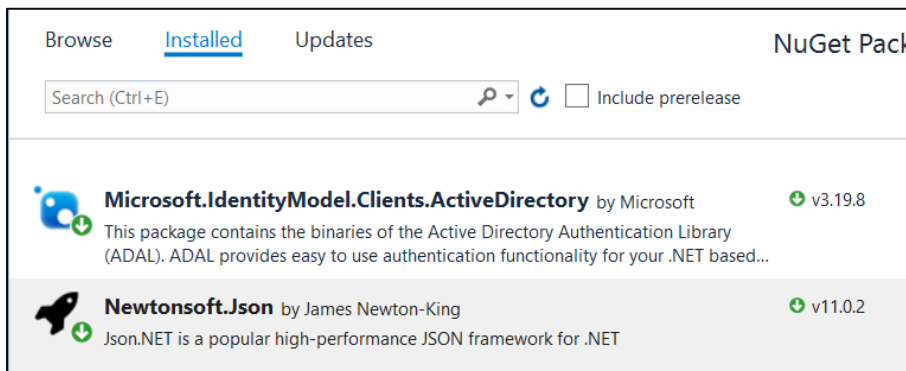 Browse Installed Updates NuGet Pack
Search (Ctrl+E) Include prerelease
Microsoft.IdentityModel.Clients.ActiveDirectory by Microsoft v3.19.8
This package contains the binaries of the Active Directory Authentication Library
(ADAL). ADAL provides easy to use authentication functionality for your .NET based...
Newtonsoft.Json by James Newton-King v11.0.2
Json.NET is a popular high-performance JSON framework for .NET